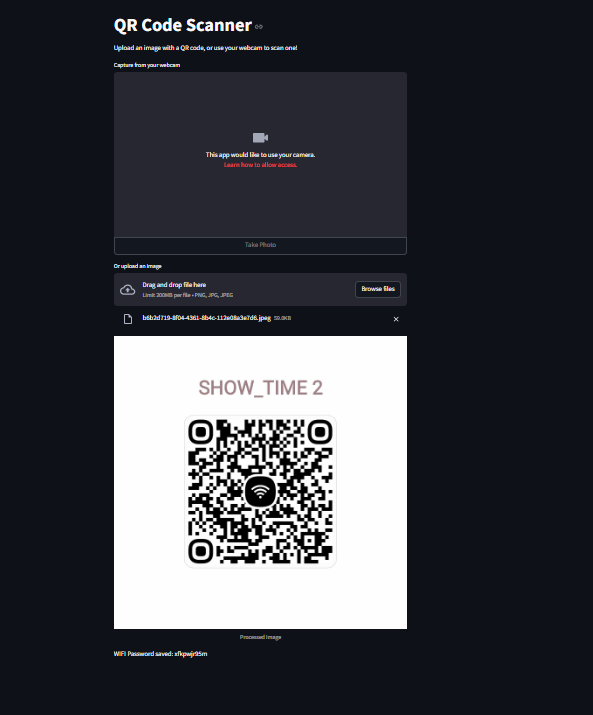 QR Code Scanner
Upload an image with a QR code, or use your webcam to scan one!
Capture from your webcam
This app would like to use your camera.
Learn how to allow access.
Take Photo
Or upload an image
Drag and drop file here
Limit 200MB per file • PNG, JPG, JPEG
Browse files
b6b2d719-8f04-4361-8b4c-112e08a3e7d6.jpeg 59.8KB
SHOW_TIME 2
Processed Image
WIFI Password saved: xfkpwjr95m